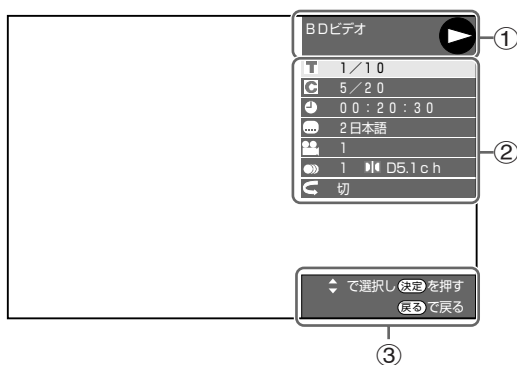 BDビデオ
①
T 1／10
C 5／20
00：20：30
2日本語
②
1
1 D5.1ch
切
で選択し 決定 を押す
戻る で戻る
③